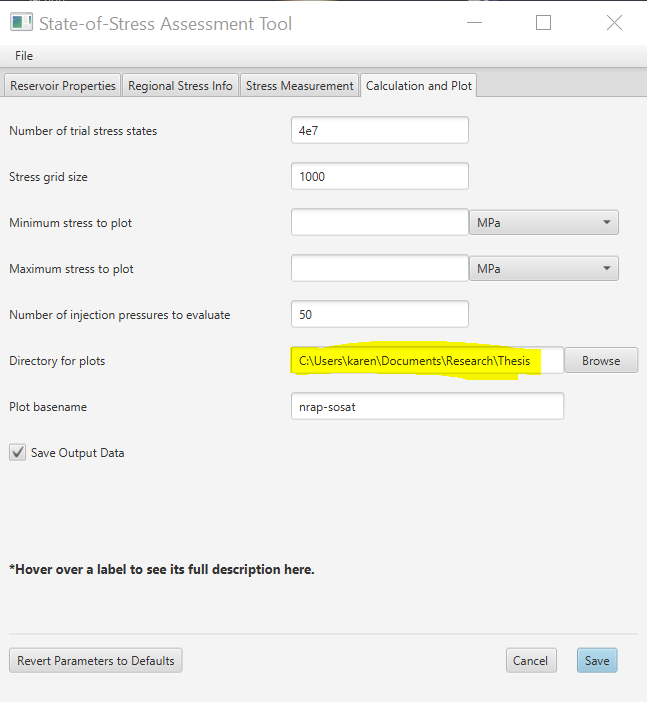 State-of-Stress Assessment Tool
File
Reservoir Properties Regional Stress Info Stress Measurement Calculation and Plot
Number of trial stress states 4e7
Stress grid size 1000
Minimum stress to plot MPa
Maximum stress to plot MPa
Number of injection pressures to evaluate 50
Directory for plots C:\Users\karen\Documents\Research\Thesis Browse
Plot basename nrap-sosat
Save Output Data
*Hover over a label to see its full description here.
Revert Parameters to Defaults Cancel Save